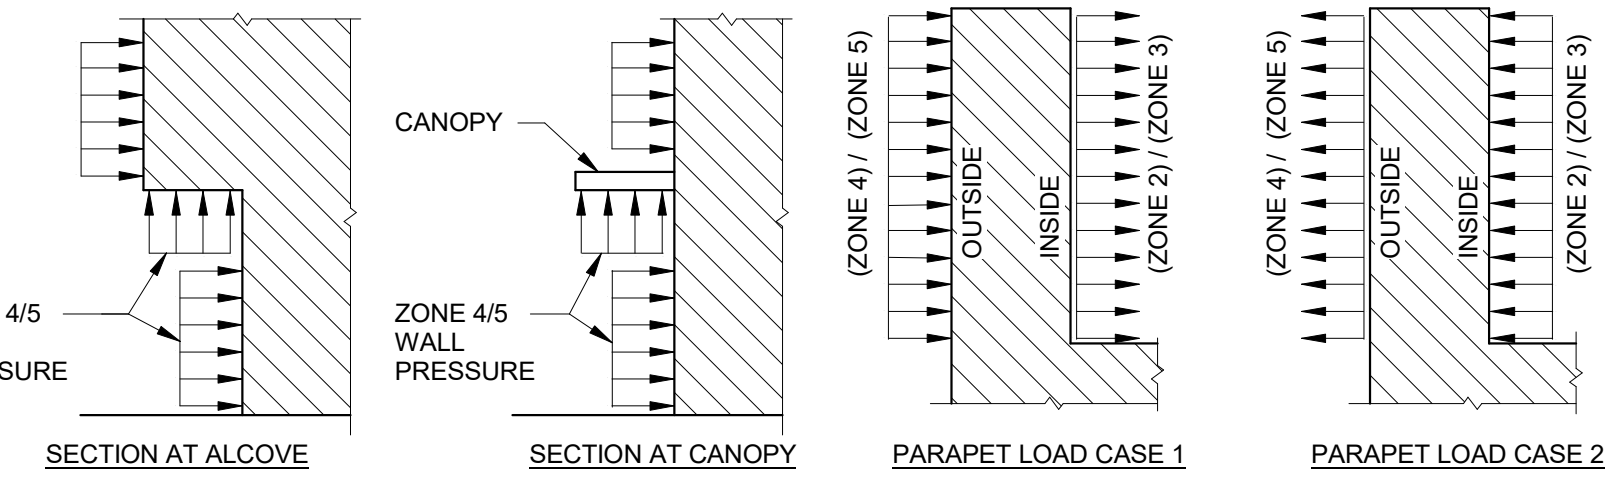 4/5
SURE
SECTION AT ALCOVE
CANOPY
ZONE 4/5
WALL
PRESSURE
SECTION AT CANOPY
(ZONE 4) / (ZONE 5)
OUTSIDE
INSIDE
(ZONE 2) / (ZONE 3)
PARAPET LOAD CASE 1
(ZONE 4) / (ZONE 5)
OUTSIDE
INSIDE
(ZONE 2) / (ZONE 3)
PARAPET LOAD CASE 2